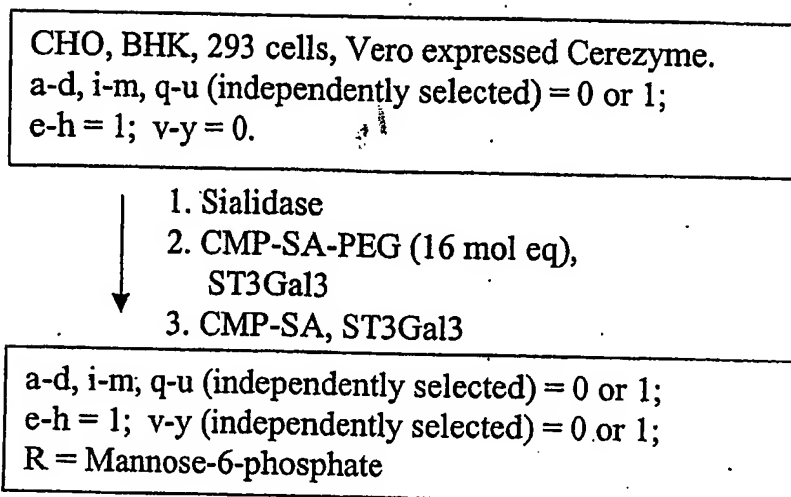 CHO, BHK, 293 cells, Vero expressed Cerezyme.
a-d, i-m, q-u (independently selected) = 0 or 1;
e-h = 1; v-y = 0.
1. Sialidase
2. CMP-SA-PEG (16 mol eq),
ST3Gal3
3. CMP-SA, ST3Gal3
a-d, i-m, q-u (independently selected) = 0 or 1;
e-h = 1; v-y (independently selected) = 0 or 1;
R = Mannose-6-phosphate